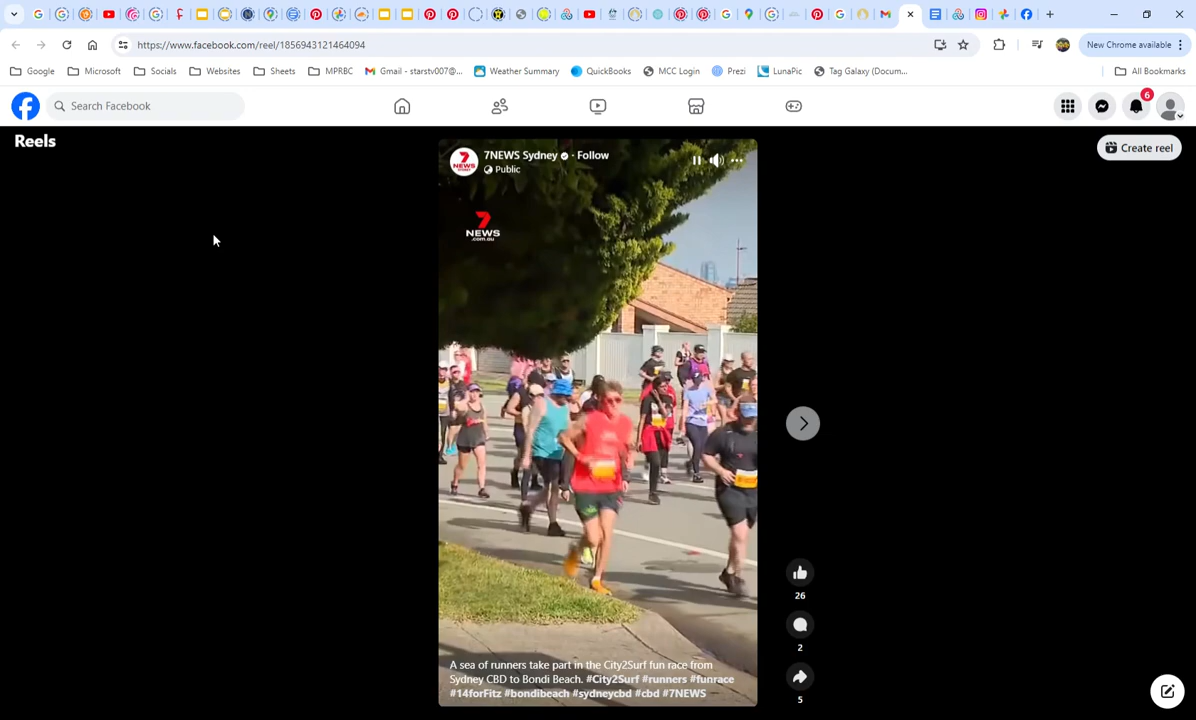 https://www.facebook.com/reel/1856943121464094
New Chrome available
Google
Microsoft
Socials
Websites
Sheets
MPRBC
Gmail - starstv007@...
Weather Summary
QuickBooks
MCC Login
Prezi
LunaPic
Tag Galaxy (Docum...
All Bookmarks
Search Facebook
6
Reels
Create reel
7NEWS Sydney · Follow
Public
7
NEWS
.com.au
26
2
5
A sea of runners take part in the City2Surf fun race from
Sydney CBD to Bondi Beach. #City2Surf #runners #funrace
#14forFitz #bondibeach #sydneycbd #cbd #7NEWS